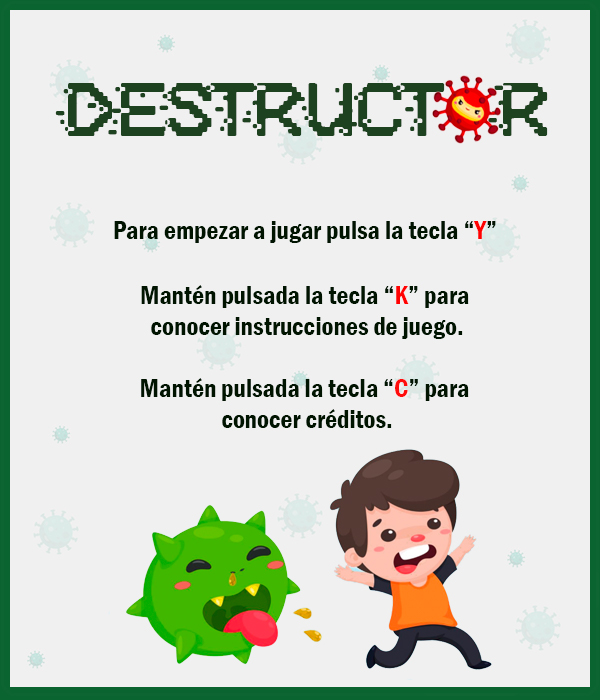 DESTRUCTOR
Para empezar a jugar pulsa la tecla “Y”
Mantén pulsada la tecla “K” para
conocer instrucciones de juego.
Mantén pulsada la tecla “C” para
conocer créditos.